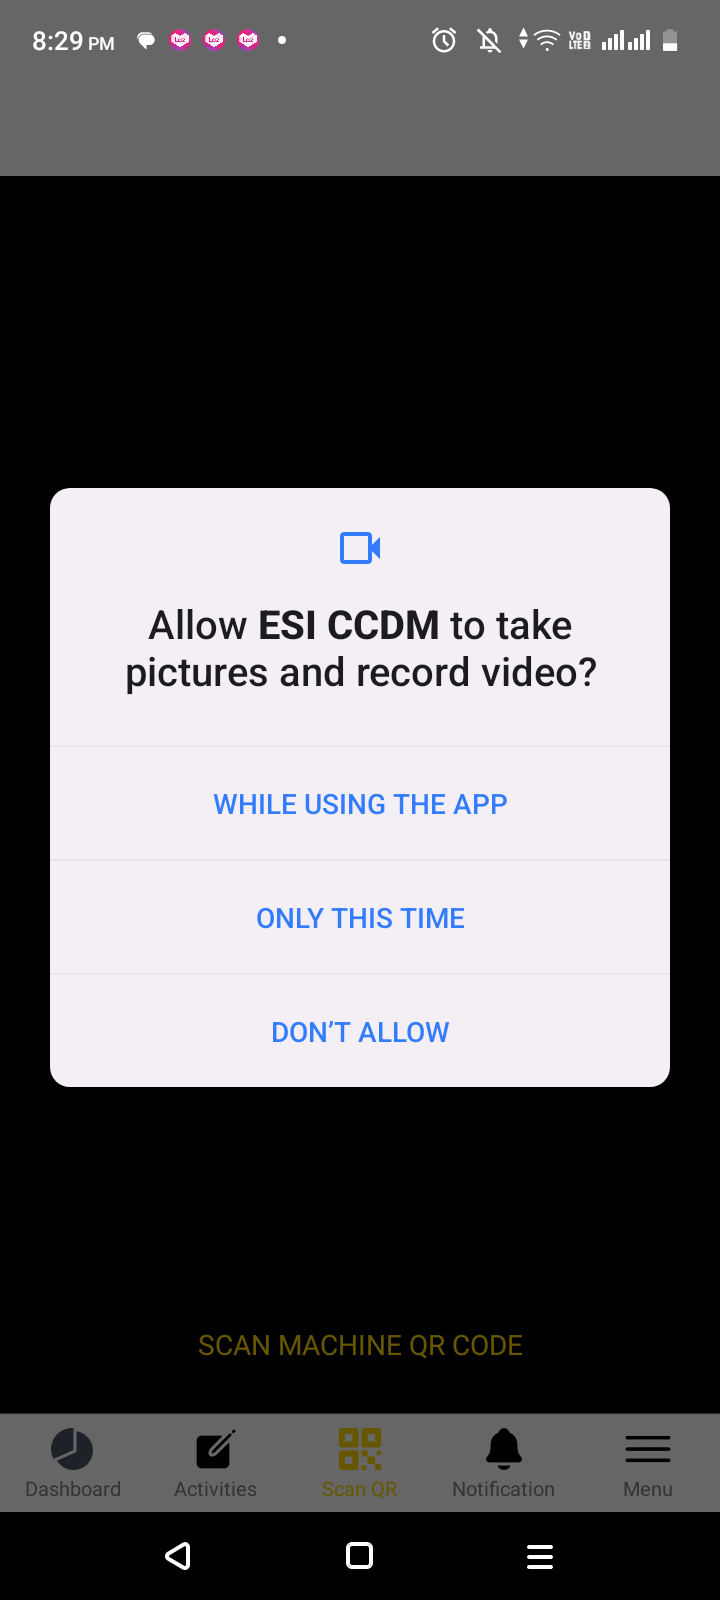 8:29 PM
Allow ESI CCDM to take
pictures and record video?
WHILE USING THE APP
ONLY THIS TIME
DON’T ALLOW
SCAN MACHINE QR CODE
Dashboard Activities Scan QR Notification Menu